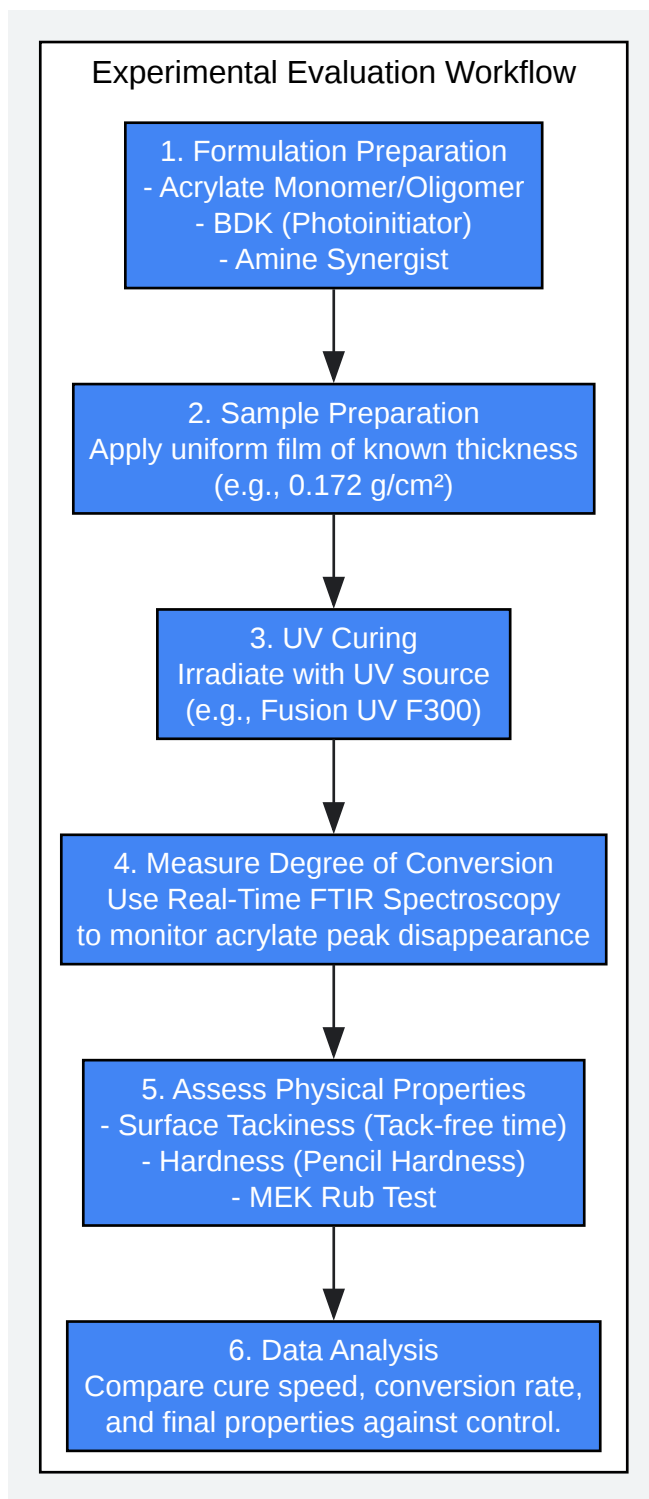 Experimental Evaluation Workflow
1. Formulation Preparation
- Acrylate Monomer/Oligomer
- BDK (Photoinitiator)
- Amine Synergist
2. Sample Preparation
Apply uniform film of known thickness
(e.g., 0.172 g/cm²)
3. UV Curing
Irradiate with UV source
(e.g., Fusion UV F300)
4. Measure Degree of Conversion
Use Real-Time FTIR Spectroscopy
to monitor acrylate peak disappearance
5. Assess Physical Properties
- Surface Tackiness (Tack-free time)
- Hardness (Pencil Hardness)
- MEK Rub Test
6. Data Analysis
Compare cure speed, conversion rate,
and final properties against control.